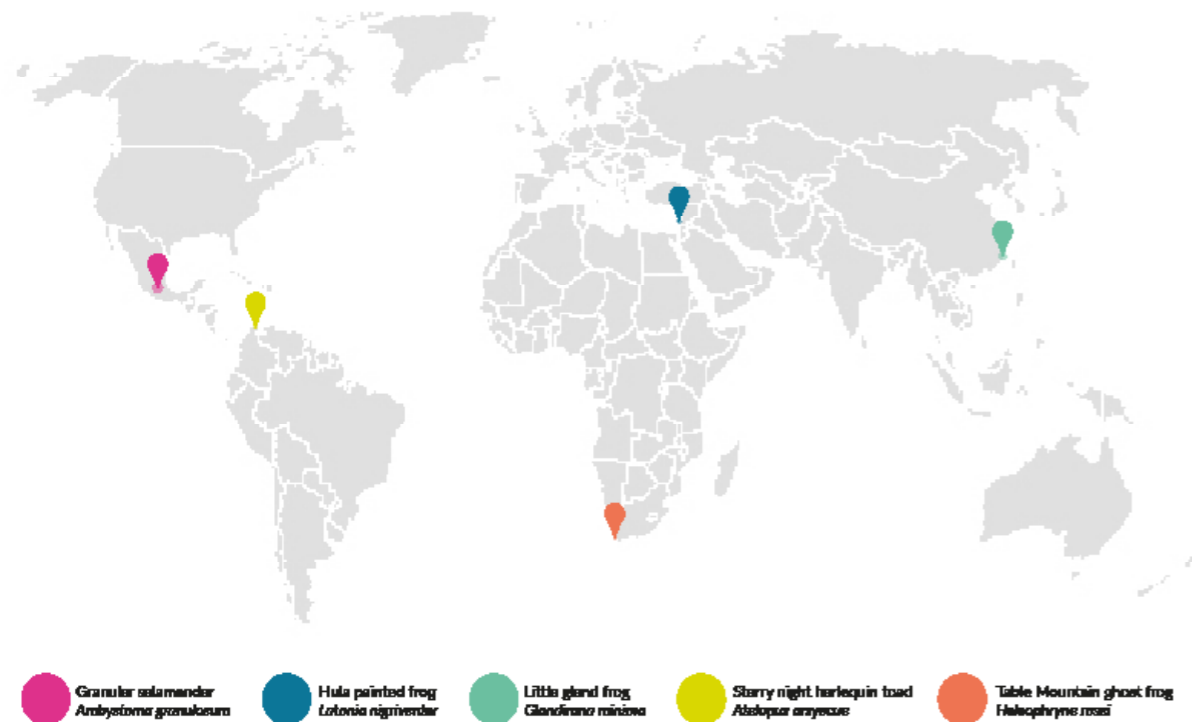 Granular salamander
Ambystoma granulosum
Hula painted frog
Latonia nigriventer
Little gland frog
Glandirana minima
Starry night harlequin toad
Atelopus arsyecue
Table Mountain ghost frog
Heleophryne rosei